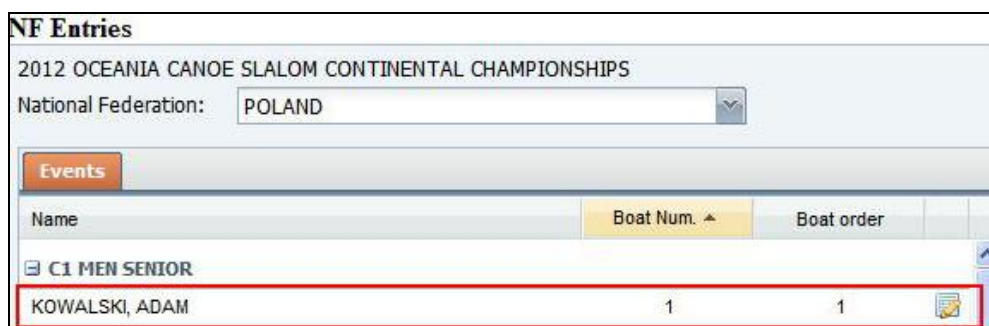 NF Entries
2012 OCEANIA CANOE SLALOM CONTINENTAL CHAMPIONSHIPS
National Federation: POLAND
Events
Name Boat Num. Boat order
C1 MEN SENIOR
KOWALSKI, ADAM 1 1